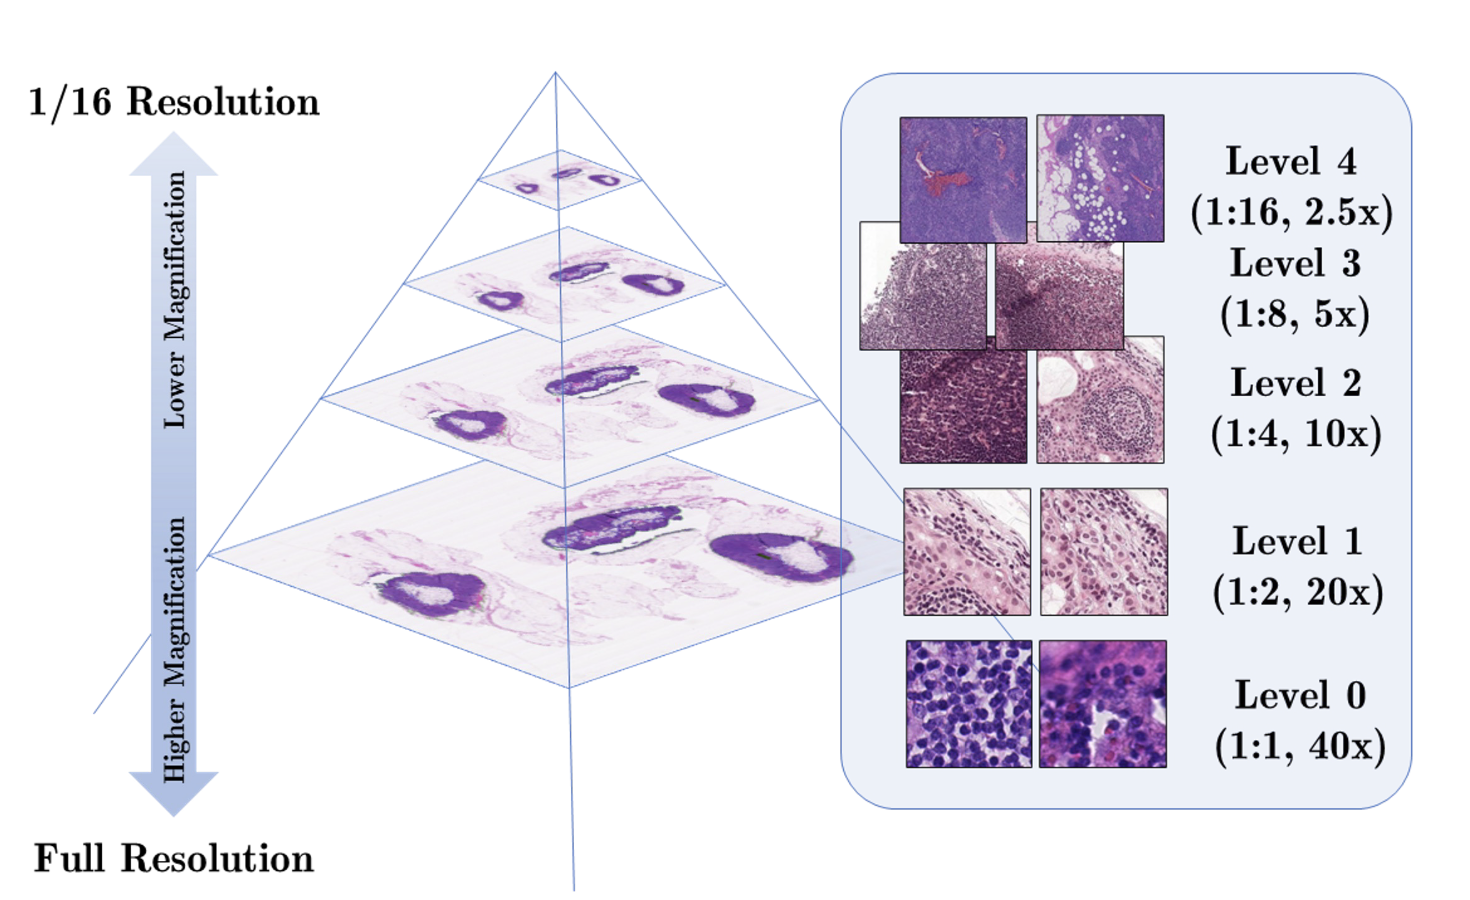 1/16 Resolution
Lower Magnification
Higher Magnification
Full Resolution
Level 4
(1:16, 2.5x)
Level 3
(1:8, 5x)
Level 2
(1:4, 10x)
Level 1
(1:2, 20x)
Level 0
(1:1, 40x)